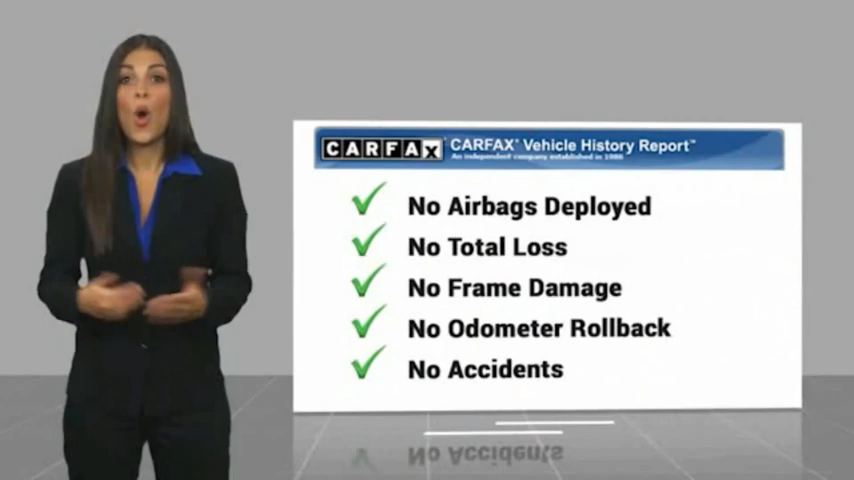 CARFAX CARFAX® Vehicle History Report™
An independent company established in 1986
No Airbags Deployed
No Total Loss
No Frame Damage
No Odometer Rollback
No Accidents
No Accidents